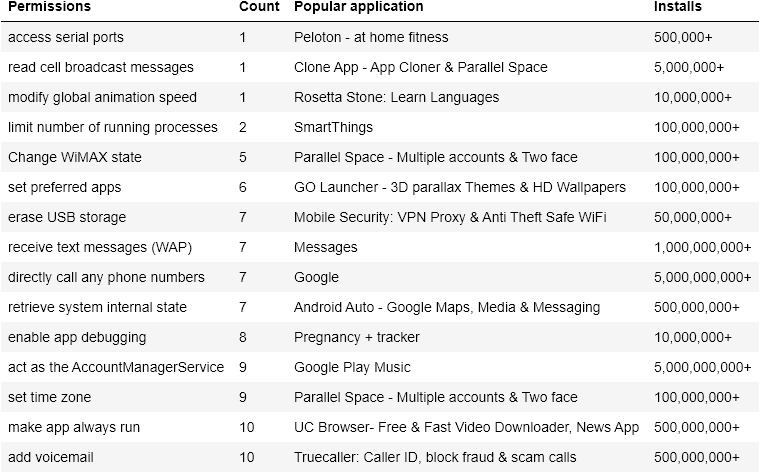 Permissions Count Popular application Installs
access serial ports 1 Peloton - at home fitness 500,000+
read cell broadcast messages 1 Clone App - App Cloner & Parallel Space 5,000,000+
modify global animation speed 1 Rosetta Stone: Learn Languages 10,000,000+
limit number of running processes 2 SmartThings 100,000,000+
Change WiMAX state 5 Parallel Space - Multiple accounts & Two face 100,000,000+
set preferred apps 6 GO Launcher - 3D parallax Themes & HD Wallpapers 100,000,000+
erase USB storage 7 Mobile Security: VPN Proxy & Anti Theft Safe WiFi 50,000,000+
receive text messages (WAP) 7 Messages 1,000,000,000+
directly call any phone numbers 7 Google 5,000,000,000+
retrieve system internal state 7 Android Auto - Google Maps, Media & Messaging 500,000,000+
enable app debugging 8 Pregnancy + tracker 10,000,000+
act as the AccountManagerService 9 Google Play Music 5,000,000,000+
set time zone 9 Parallel Space - Multiple accounts & Two face 100,000,000+
make app always run 10 UC Browser- Free & Fast Video Downloader, News App 500,000,000+
add voicemail 10 Truecaller: Caller ID, block fraud & scam calls 500,000,000+